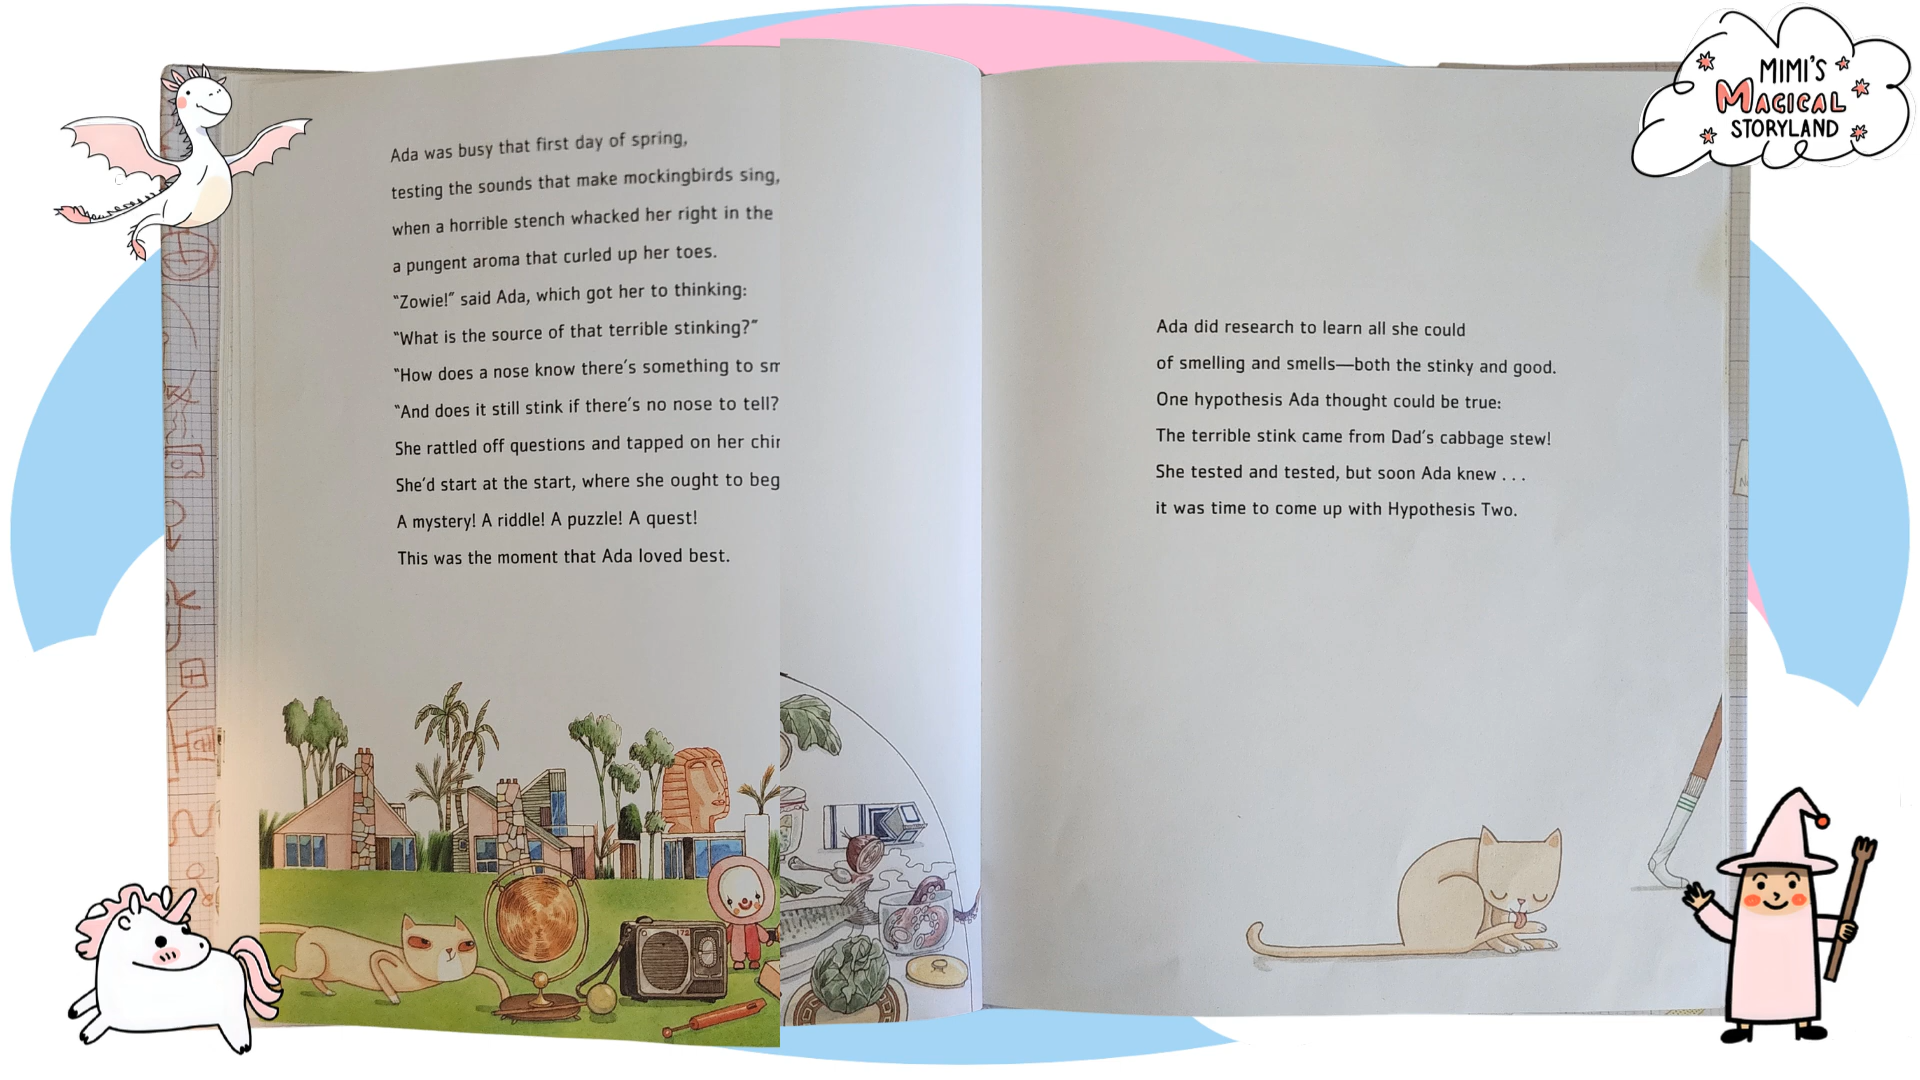 MIMI'S
MAGICAL
STORYLAND
Ada was busy that first day of spring,
testing the sounds that make mockingbirds sing,
when a horrible stench whacked her right in the
a pungent aroma that curled up her toes.
“Zowie!” said Ada, which got her to thinking:
“What is the source of that terrible stinking?”
“How does a nose know there’s something to sm
“And does it still stink if there’s no nose to tell?
She rattled off questions and tapped on her chin
She’d start at the start, where she ought to beg
A mystery! A riddle! A puzzle! A quest!
This was the moment that Ada loved best.
172
Ada did research to learn all she could
of smelling and smells—both the stinky and good.
One hypothesis Ada thought could be true:
The terrible stink came from Dad’s cabbage stew!
She tested and tested, but soon Ada knew . . .
it was time to come up with Hypothesis Two.